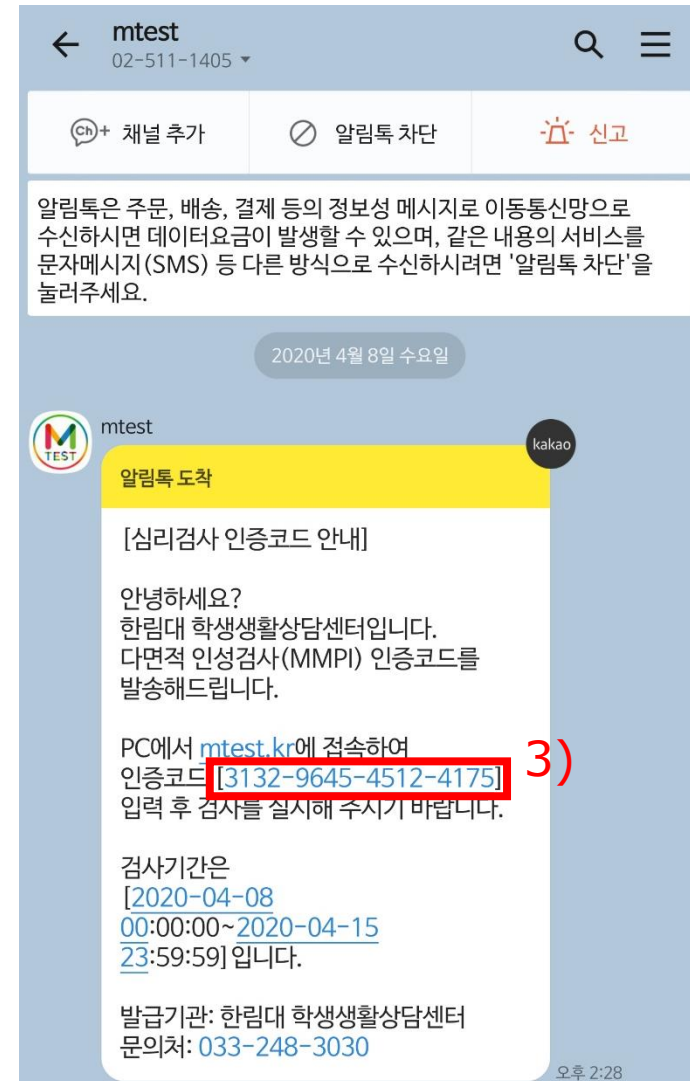 mtest
02-511-1405
Ch+ 채널 추가 알림톡 차단 신고
알림톡은 주문, 배송, 결제 등의 정보성 메시지로 이동통신망으로
수신하시면 데이터요금이 발생할 수 있으며, 같은 내용의 서비스를
문자메시지(SMS) 등 다른 방식으로 수신하시려면 '알림톡 차단'을
눌러주세요.
2020년 4월 8일 수요일
M TEST
mtest
kakao
알림톡 도착
[심리검사 인증코드 안내]
안녕하세요?
한림대 학생생활상담센터입니다.
다면적 인성검사(MMPI) 인증코드를
발송해드립니다.
PC에서 mtest.kr에 접속하여
인증코드 [3132-9645-4512-4175] 3)
입력 후 검사를 실시해 주시기 바랍니다.
검사기간은
[2020-04-08
00:00:00~2020-04-15
23:59:59] 입니다.
발급기관: 한림대 학생생활상담센터
문의처: 033-248-3030
오후 2:28